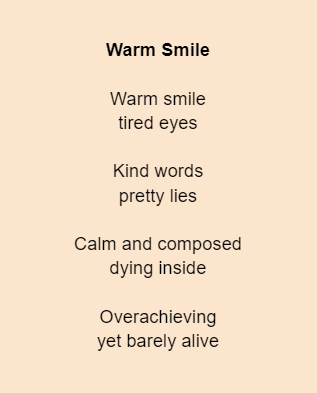 Warm Smile
Warm smile
tired eyes
Kind words
pretty lies
Calm and composed
dying inside
Overachieving
yet barely alive